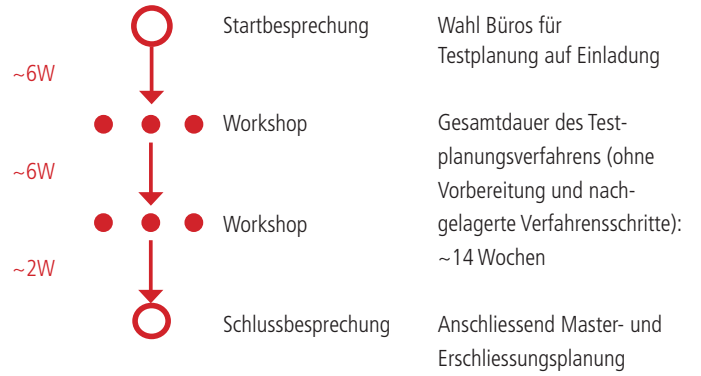 Startbesprechung
Wahl Büros für
Testplanung auf Einladung
~6W
Workshop
Gesamtdauer des Test-
planungsverfahrens (ohne
Vorbereitung und nach-
gelagerte Verfahrensschritte):
~14 Wochen
~6W
Workshop
~2W
Schlussbesprechung
Anschliessend Master- und
Erschliessungsplanung